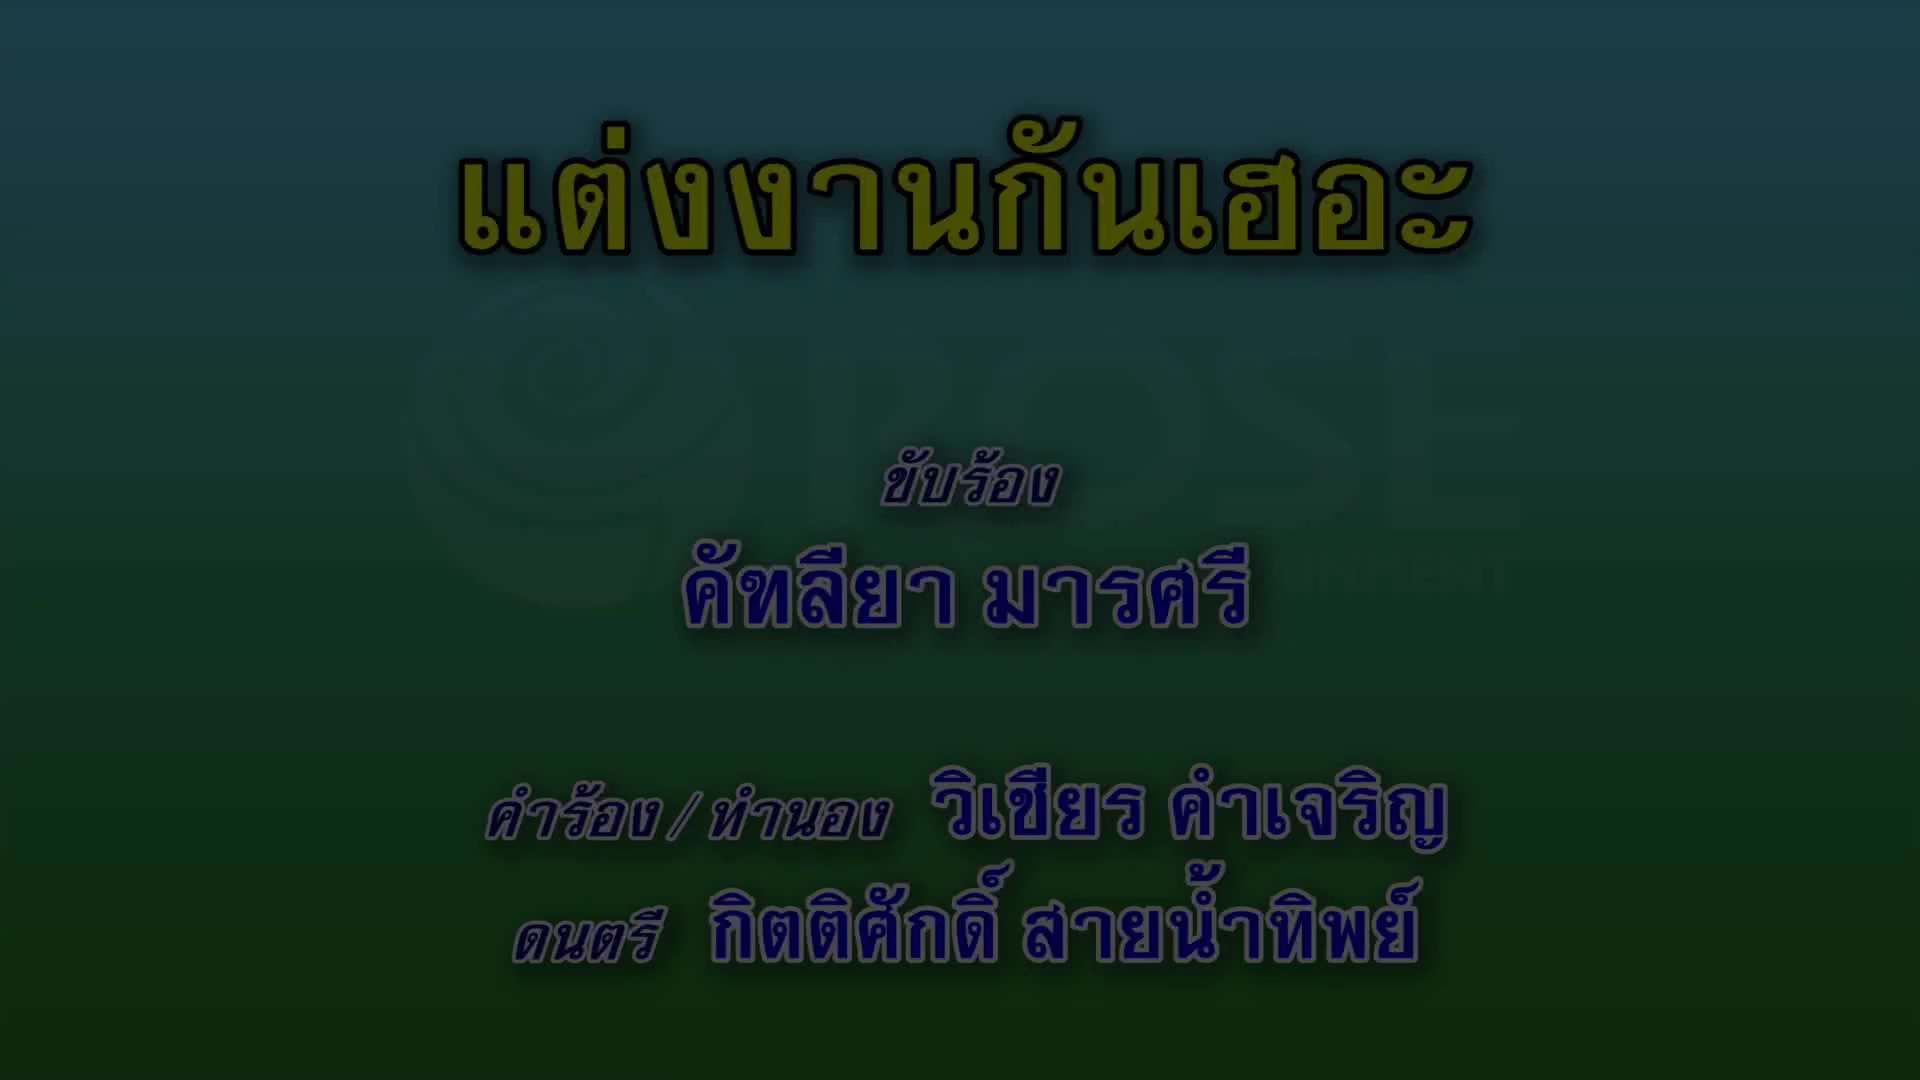 แต่งงานกันเฮอะ
ROSE
ขับร้อง
คัฑลียา มารศรี
คำร้อง / ทำนอง วิเชียร คำเจริญ
ดนตรี กิตติศักดิ์ สายน้ำทิพย์